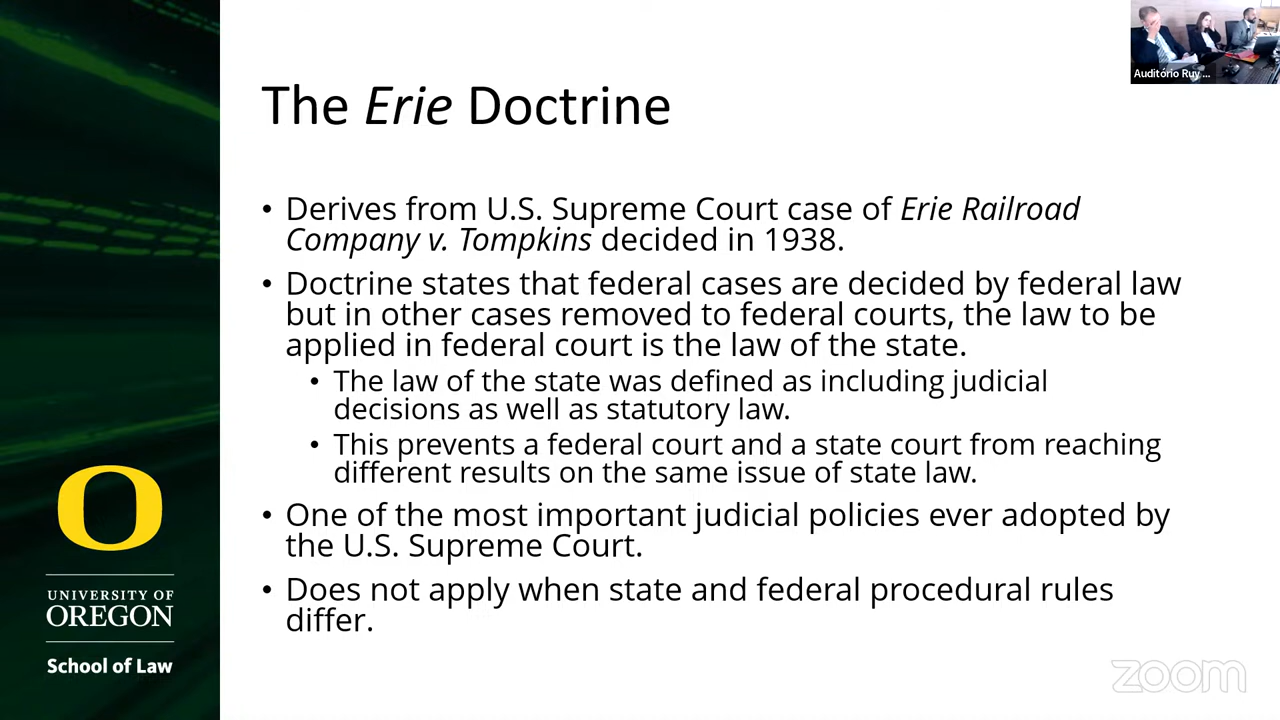 Auditório Ruy ...
The Erie Doctrine
• Derives from U.S. Supreme Court case of Erie Railroad
Company v. Tompkins decided in 1938.
• Doctrine states that federal cases are decided by federal law
but in other cases removed to federal courts, the law to be
applied in federal court is the law of the state.
• The law of the state was defined as including judicial
decisions as well as statutory law.
• This prevents a federal court and a state court from reaching
different results on the same issue of state law.
• One of the most important judicial policies ever adopted by
the U.S. Supreme Court.
• Does not apply when state and federal procedural rules
differ.
O
UNIVERSITY OF
OREGON
School of Law
zoom